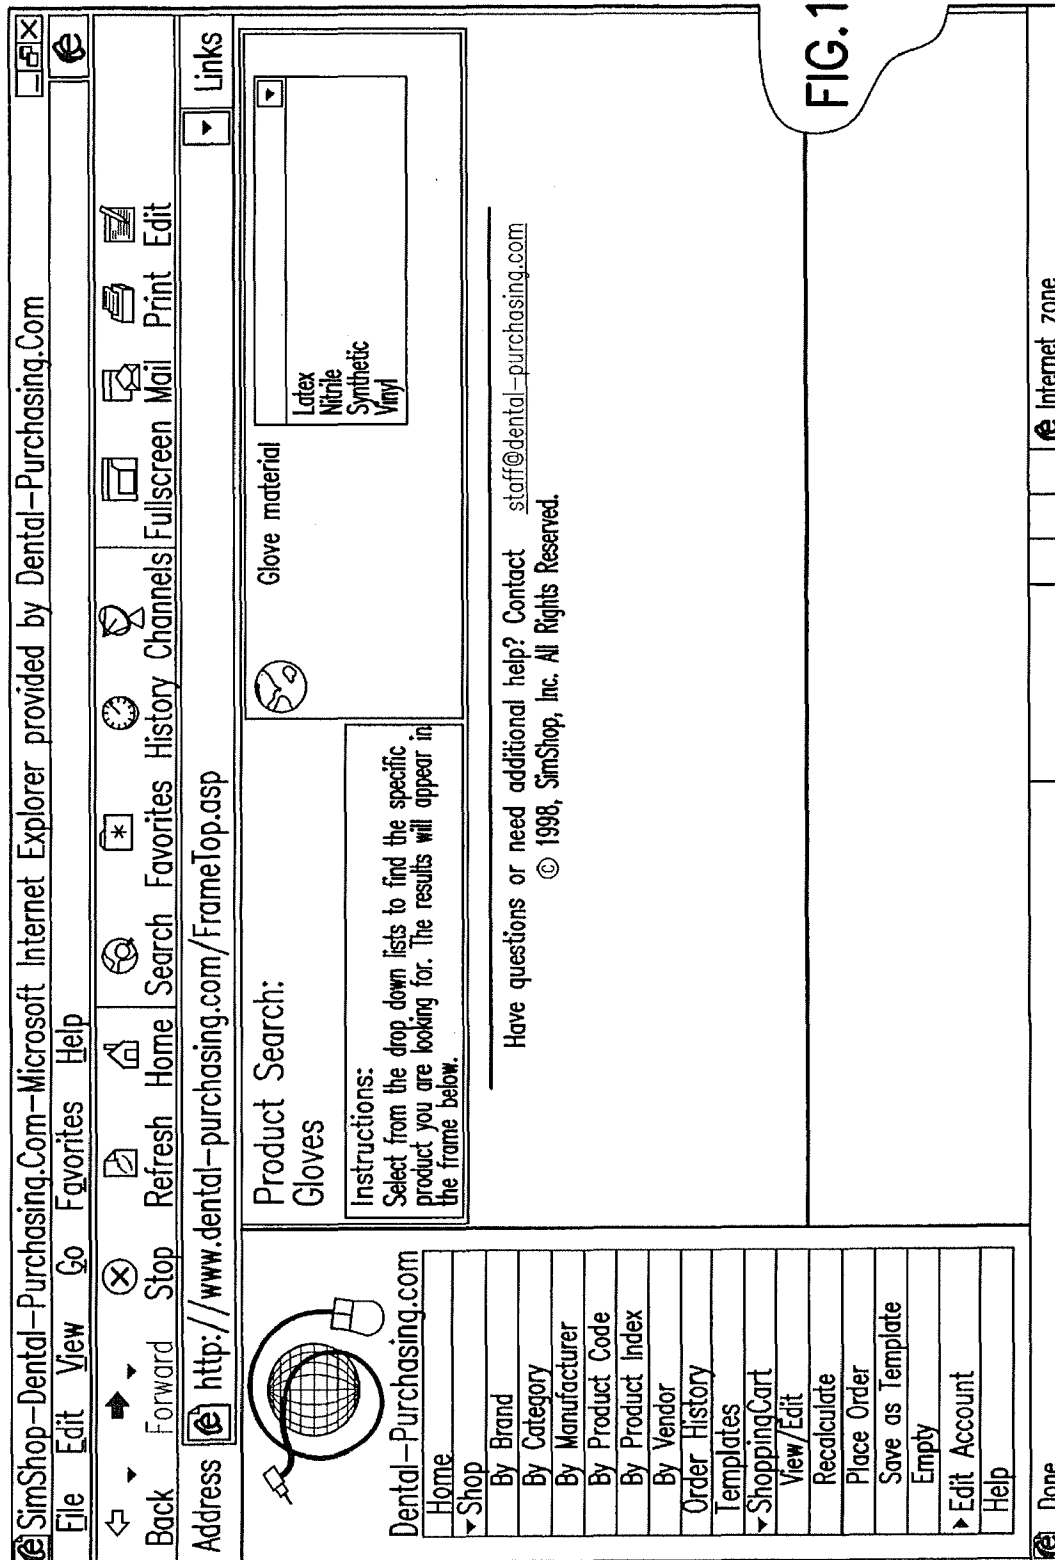 SimShop-Dental-Purchasing.Com-Microsoft Internet Explorer provided by Dental-Purchasing.Com
File Edit View Go Favorites Help
Back Forward Stop Refresh Home Search Favorites History Channels Fullscreen Mail Print Edit
Address http://www.dental-purchasing.com/FrameTop.asp Links
Dental-Purchasing.com
Home
Shop
By Brand
By Category
By Manufacturer
By Product Code
By Product Index
By Vendor
Order History
Templates
ShoppingCart
View/Edit
Recalculate
Place Order
Save as Template
Empty
Edit Account
Help
Product Search:
Gloves
Instructions:
Select from the drop down lists to find the specific
product you are looking for. The results will appear in
the frame below.
Glove material
Latex
Nitrile
Synthetic
Vinyl
Have questions or need additional help? Contact staff@dental-purchasing.com
© 1998, SimShop, Inc. All Rights Reserved.
FIG.1
Done Internet zone